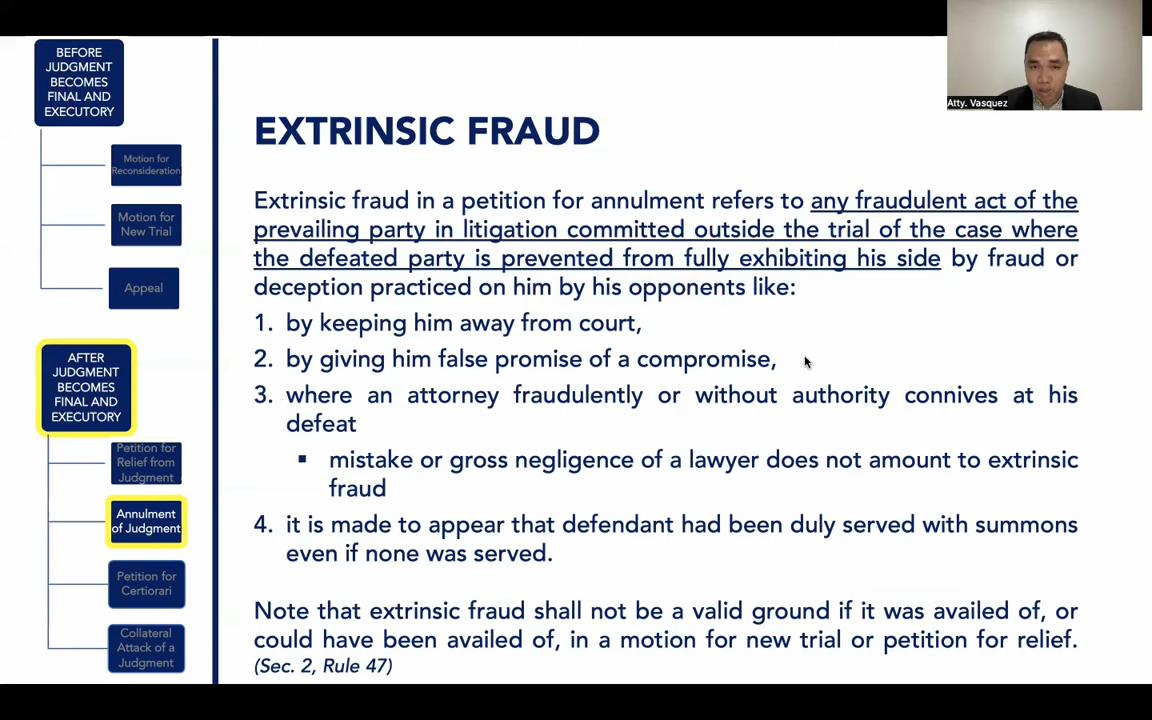 BEFORE
JUDGMENT
BECOMES
FINAL AND
EXECUTORY
Motion for
Reconsideration
Motion for
New Trial
Appeal
AFTER
JUDGMENT
BECOMES
FINAL AND
EXECUTORY
Petition for
Relief from
Judgment
Annulment
of Judgment
Petition for
Certiorari
Collateral
Attack of a
Judgment
EXTRINSIC FRAUD
Extrinsic fraud in a petition for annulment refers to any fraudulent act of the
prevailing party in litigation committed outside the trial of the case where
the defeated party is prevented from fully exhibiting his side by fraud or
deception practiced on him by his opponents like:
1. by keeping him away from court,
2. by giving him false promise of a compromise,
3. where an attorney fraudulently or without authority connives at his
defeat
▪ mistake or gross negligence of a lawyer does not amount to extrinsic
fraud
4. it is made to appear that defendant had been duly served with summons
even if none was served.
Note that extrinsic fraud shall not be a valid ground if it was availed of, or
could have been availed of, in a motion for new trial or petition for relief.
(Sec. 2, Rule 47)
Atty. Vasquez